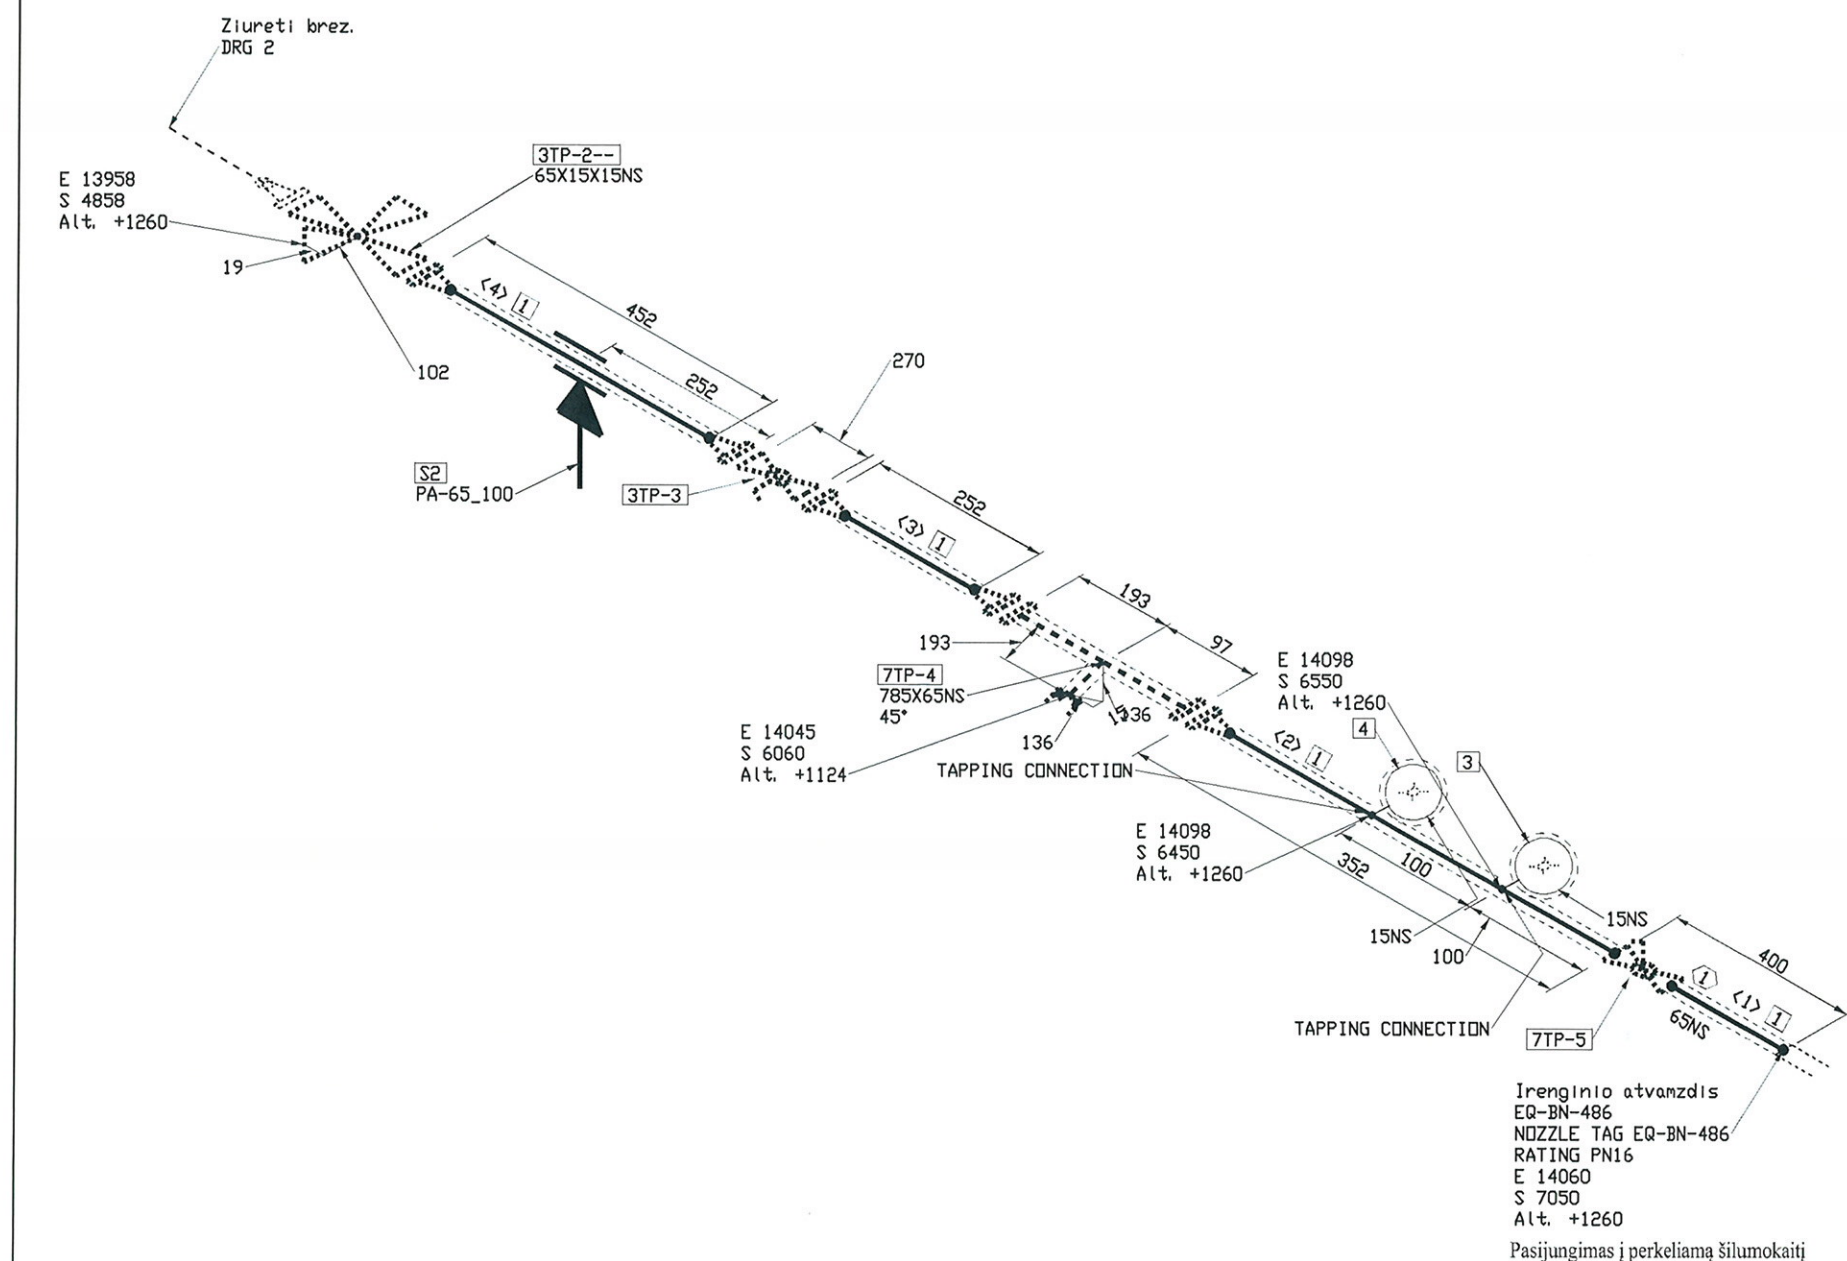 Ziureti brez.
DRG 2
E 13958
S 4858
Alt. +1260
19
102
3TP-2--
65X15X15NS
<4> 1
452
252
270
S2
PA-65_100
3TP-3
252
<3> 1
193
97
193
7TP-4
785X65NS
45°
15
136
136
E 14045
S 6060
Alt. +1124
TAPPING CONNECTION
E 14098
S 6550
Alt. +1260
4
3
<2> 1
E 14098
S 6450
Alt. +1260
100
352
15NS
100
15NS
400
1
<1> 1
65NS
TAPPING CONNECTION
7TP-5
Irenginio atvamzdis
EQ-BN-486
NOZZLE TAG EQ-BN-486
RATING PN16
E 14060
S 7050
Alt. +1260
Pasijungimas į perkeliamą šilumokaitį